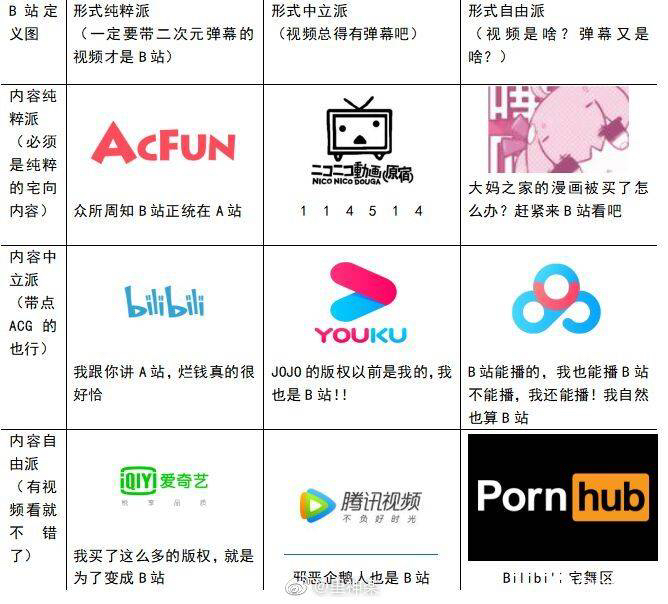 B 站定义图
形式纯粹派
（一定要带二次元弹幕的视频才是 B 站）
形式中立派
（视频总得有弹幕吧）
形式自由派
（视频是啥？弹幕又是啥？）
内容纯粹派
（必须是纯粹的宅向内容）
ACFUN
众所周知 B 站正统在 A 站
ニコニコ動画(原宿)
NICO NICO DOUGA
1 1 4 5 1 4
大妈之家的漫画被买了怎么办？赶紧来 B 站看吧
内容中立派
（带点 ACG 的也行）
bilibili
我跟你讲 A 站，烂钱真的很好恰
YOUKU
JOJO 的版权以前是我的，我也是 B 站!!
B 站能播的，我也能播 B 站不能播，我还能播！我自然也算 B 站
内容自由派
（有视频看就不错了）
iQIYI 爱奇艺
悦 享 品 质
我买了这么多的版权，就是为了变成 B 站
腾讯视频
不负好时光
邪恶企鹅人也是 B 站
Porn hub
宅舞区